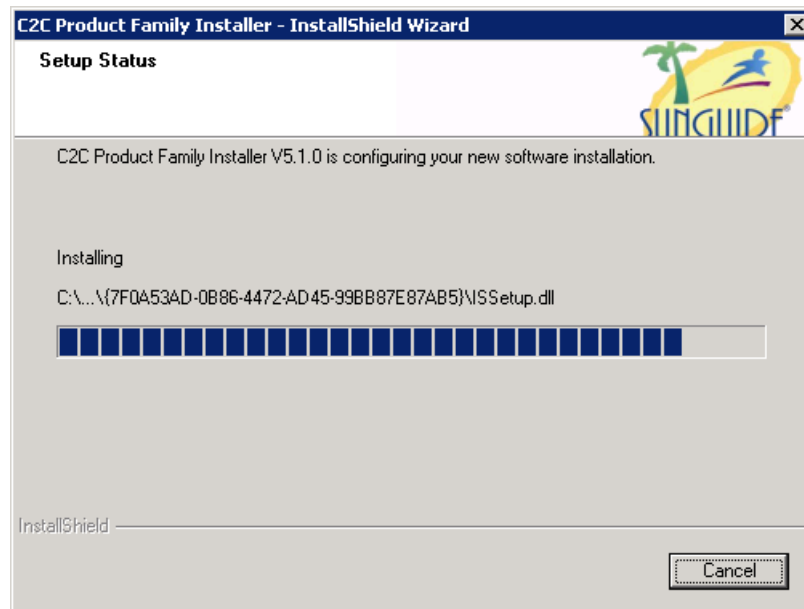 C2C Product Family Installer - InstallShield Wizard
Setup Status
SUNGUIDE®
C2C Product Family Installer V5.1.0 is configuring your new software installation.
Installing
C:\...\{7F0A53AD-0B86-4472-AD45-99BB87E87AB5}\ISSetup.dll
InstallShield
Cancel